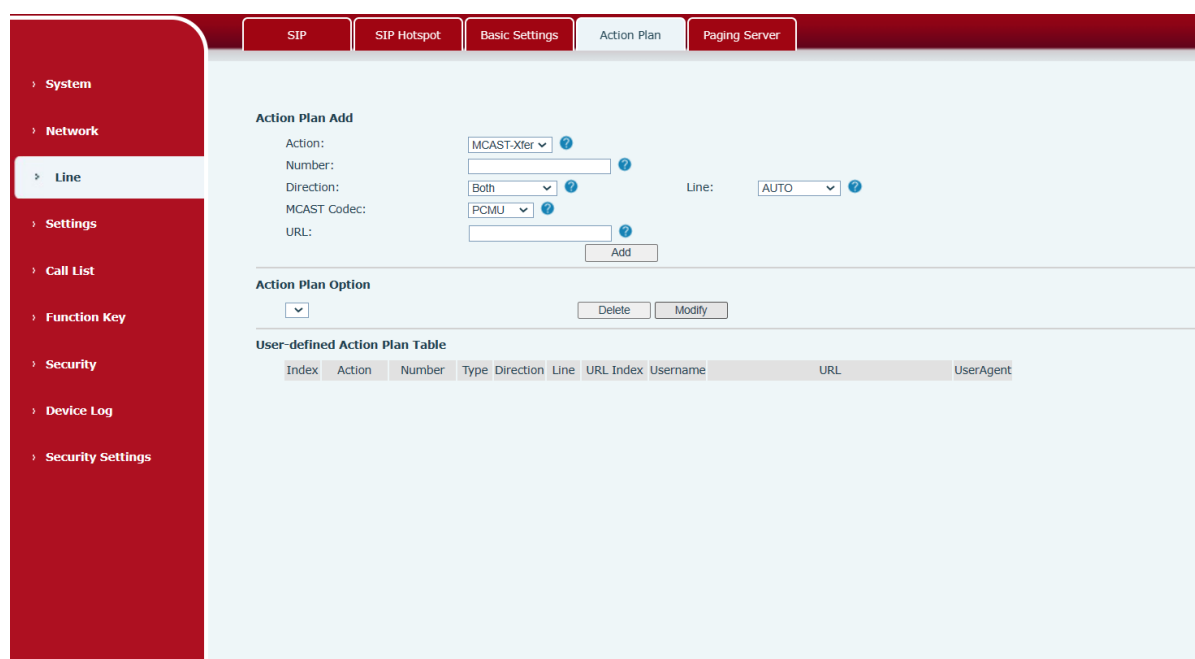 SIP SIP Hotspot Basic Settings Action Plan Paging Server
System
Network
Line
Settings
Call List
Function Key
Security
Device Log
Security Settings
Action Plan Add
Action: MCAST-Xfer
Number:
Direction: Both Line: AUTO
MCAST Codec: PCMU
URL:
Add
Action Plan Option
Delete Modify
User-defined Action Plan Table
Index Action Number Type Direction Line URL Index Username URL UserAgent